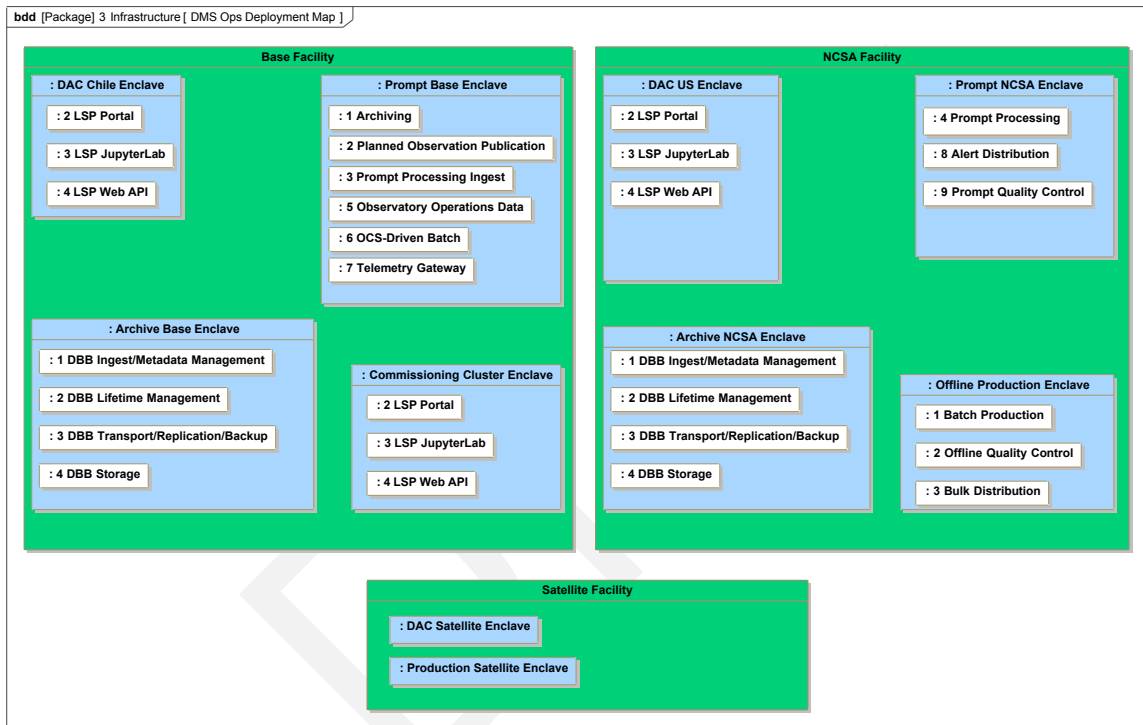 bdd [Package] 3 Infrastructure [ DMS Ops Deployment Map ]
Base Facility
: DAC Chile Enclave
: 2 LSP Portal
: 3 LSP JupyterLab
: 4 LSP Web API
: Prompt Base Enclave
: 1 Archiving
: 2 Planned Observation Publication
: 3 Prompt Processing Ingest
: 5 Observatory Operations Data
: 6 OCS-Driven Batch
: 7 Telemetry Gateway
: Archive Base Enclave
: 1 DBB Ingest/Metadata Management
: 2 DBB Lifetime Management
: 3 DBB Transport/Replication/Backup
: 4 DBB Storage
: Commissioning Cluster Enclave
: 2 LSP Portal
: 3 LSP JupyterLab
: 4 LSP Web API
NCSA Facility
: DAC US Enclave
: 2 LSP Portal
: 3 LSP JupyterLab
: 4 LSP Web API
: Prompt NCSA Enclave
: 4 Prompt Processing
: 8 Alert Distribution
: 9 Prompt Quality Control
: Archive NCSA Enclave
: 1 DBB Ingest/Metadata Management
: 2 DBB Lifetime Management
: 3 DBB Transport/Replication/Backup
: 4 DBB Storage
: Offline Production Enclave
: 1 Batch Production
: 2 Offline Quality Control
: 3 Bulk Distribution
Satellite Facility
: DAC Satellite Enclave
: Production Satellite Enclave